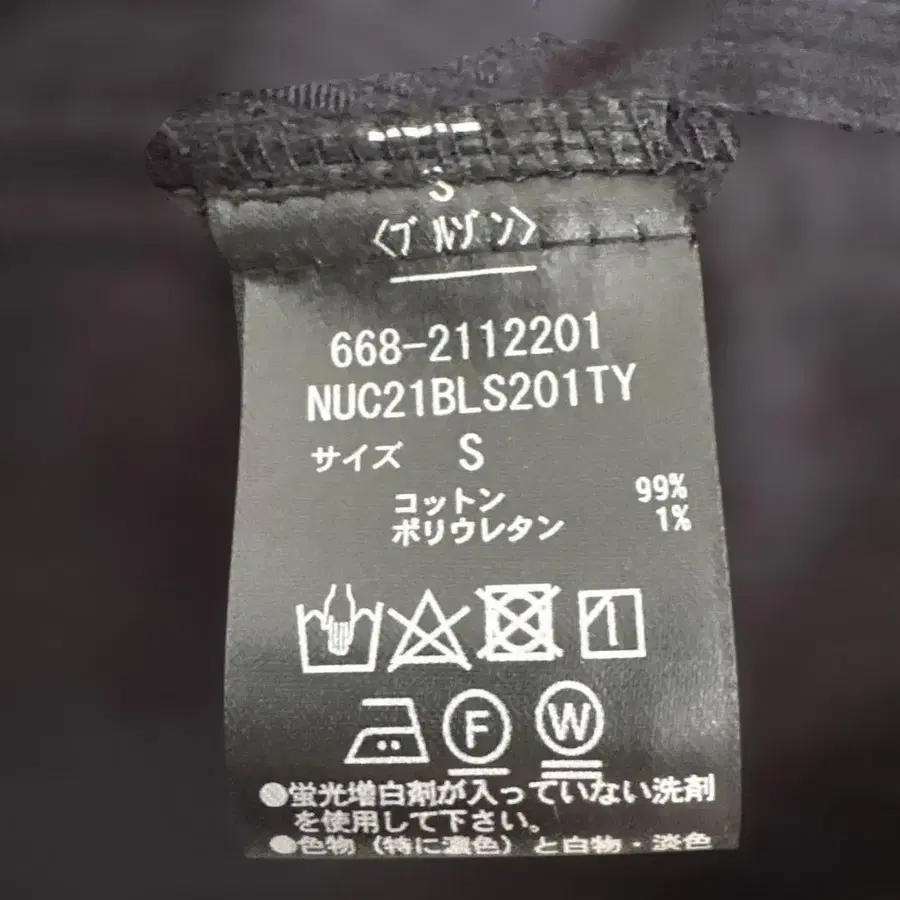 S
〈ブルゾン〉
668-2112201
NUC21BLS201TY
サイズ S
コットン 99%
ポリウレタン 1%
F W
●蛍光増白剤が入っていない洗剤
を使用して下さい。
●色物（特に濃色）と白物・淡色